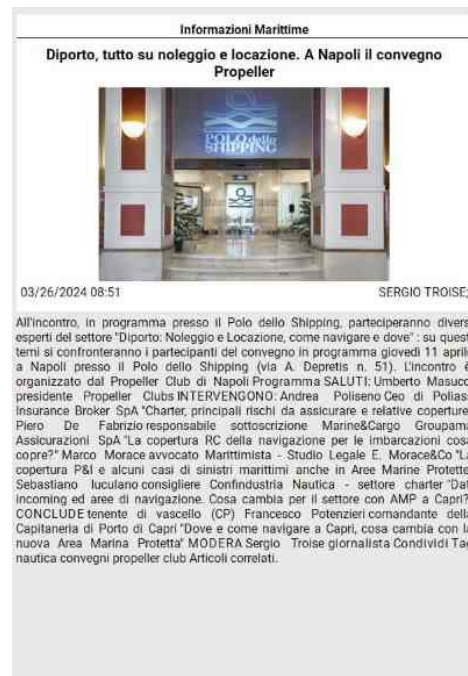 Informazioni Marittime
Diporto, tutto su noleggio e locazione. A Napoli il convegno
Propeller
POLO dello
SHIPPING
03/26/2024 08:51
SERGIO TROISE;
All'incontro, in programma presso il Polo dello Shipping, parteciperanno divers
esperti del settore "Diporto: Noleggio e Locazione, come navigare e dove" : su quest
temi si confronteranno i partecipanti del convegno in programma giovedì 11 aprile
a Napoli presso il Polo dello Shipping (via A. Depretis n. 51). L'incontro è
organizzato dal Propeller Club di Napoli Programma SALUTI: Umberto Masucc
presidente Propeller Clubs INTERVENGONO: Andrea Poliseno Ceo di Polias
Insurance Broker SpA "Charter, principali rischi da assicurare e relative coperture
Piero De Fabrizio responsabile sottoscrizione Marine&Cargo Groupama
Assicurazioni SpA "La copertura RC della navigazione per le imbarcazioni cosa
copre?" Marco Morace avvocato Marittimista - Studio Legale E. Morace&Co "La
copertura P&I e alcuni casi di sinistri marittimi anche in Aree Marine Protette
Sebastiano Iuculano consigliere Confindustria Nautica - settore charter "Dat
incoming ed aree di navigazione. Cosa cambia per il settore con AMP a Capri?
CONCLUDE tenente di vascello (CP) Francesco Potenzieri comandante della
Capitaneria di Porto di Capri "Dove e come navigare a Capri, cosa cambia con la
nuova Area Marina Protetta" MODERA Sergio Troise giornalista Condividi Tag
nautica convegni propeller club Articoli correlati.